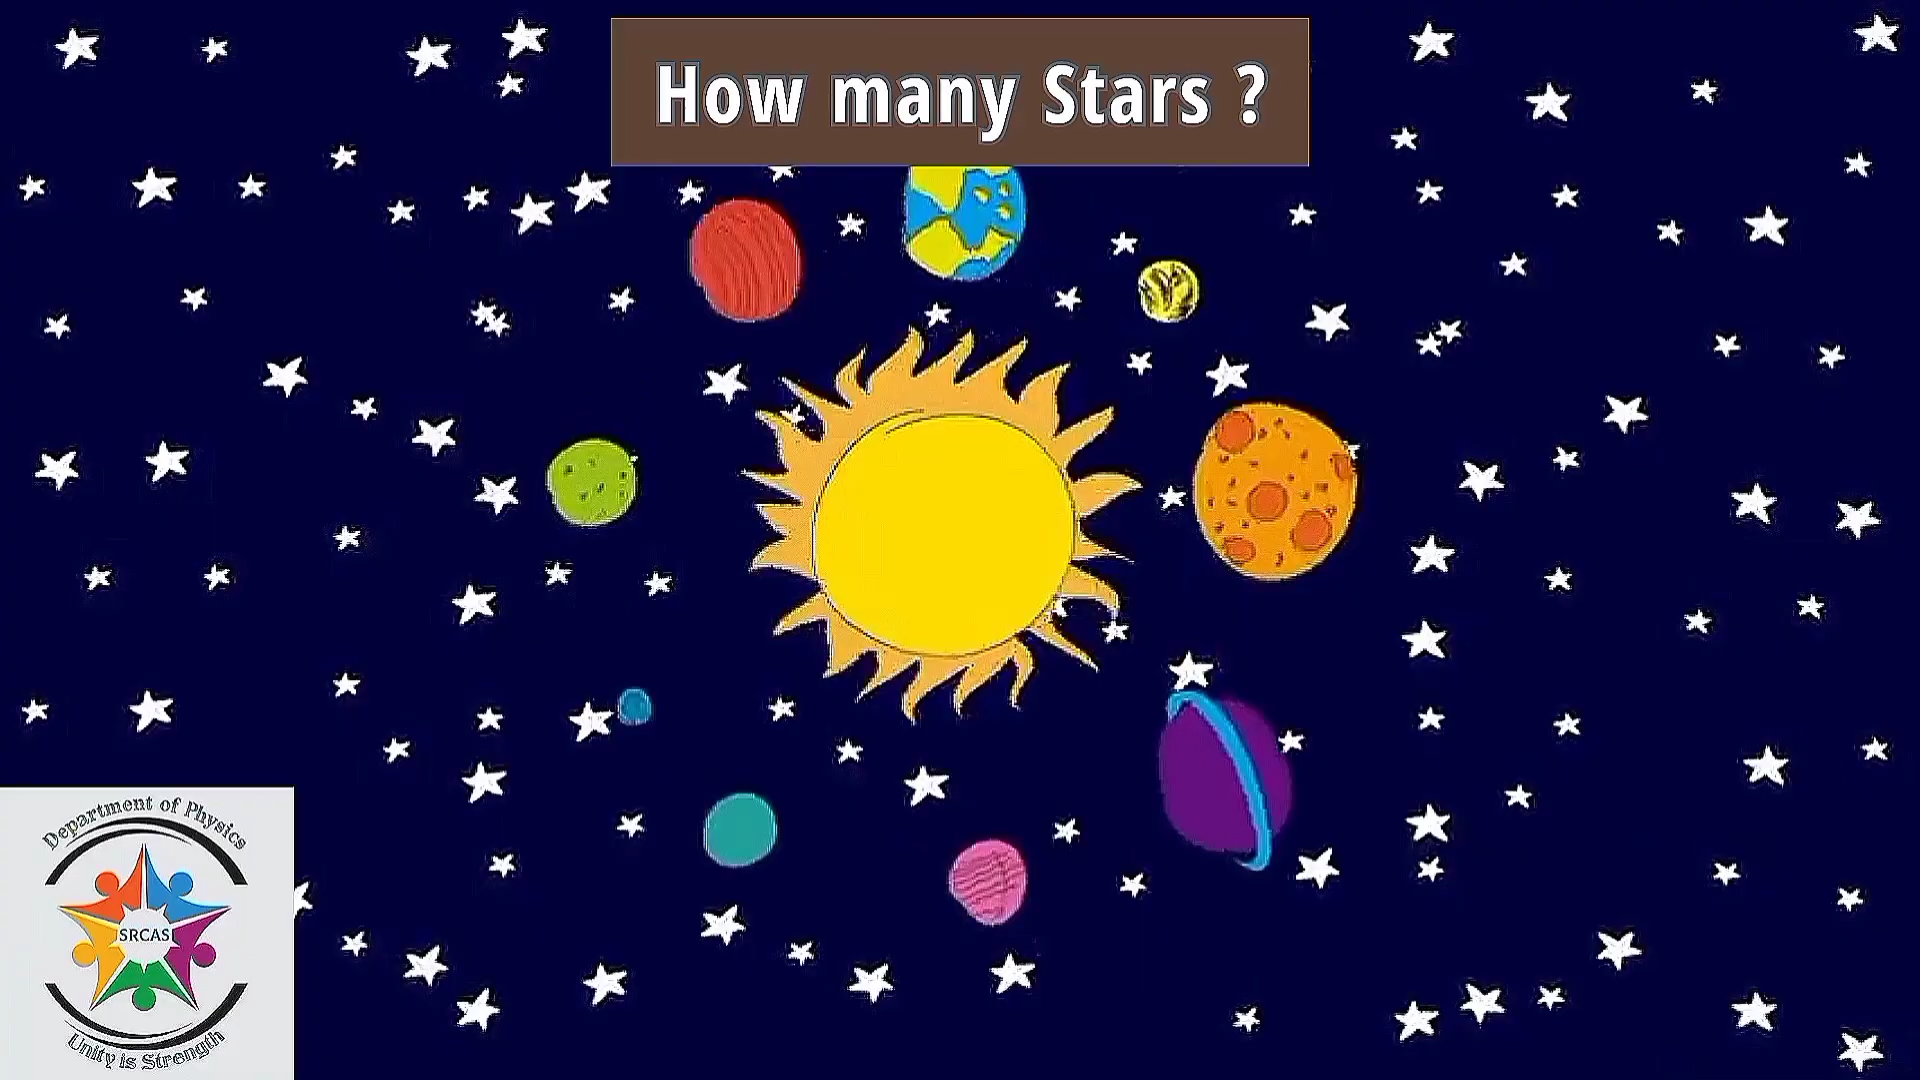 How many Stars ?
Department of Physics
SRCAS
Unity is Strength